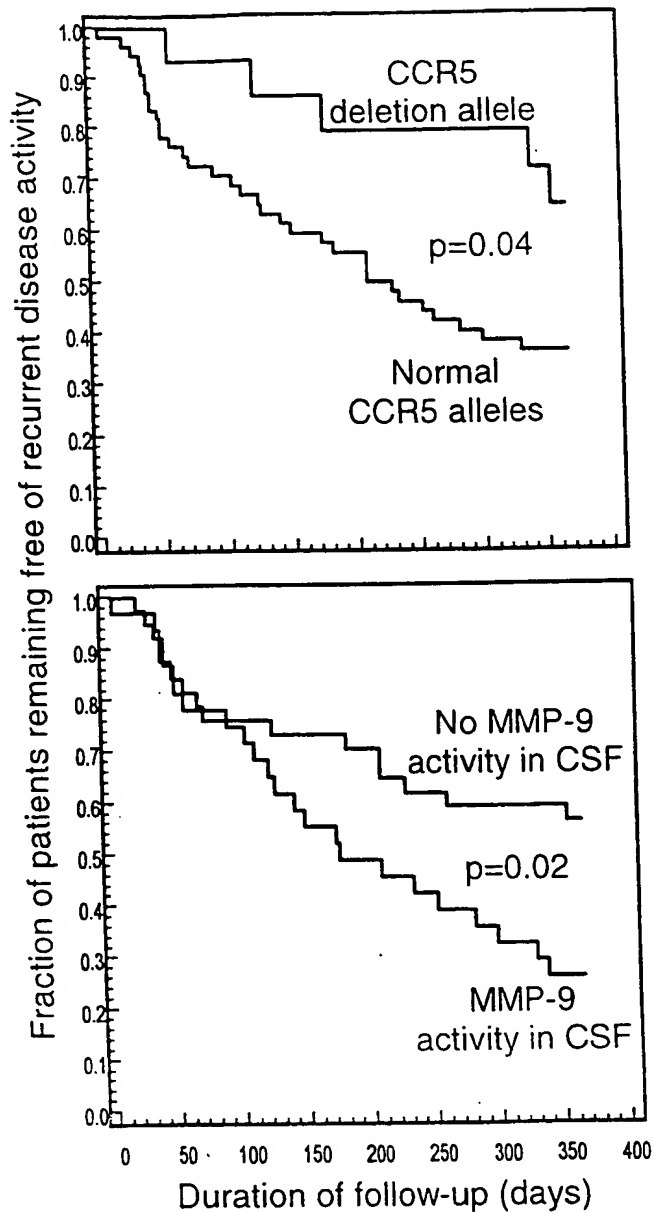 Fraction of patients remaining free of recurrent disease activity
1.0
0.9
0.8
0.7
0.6
0.5
0.4
0.3
0.2
0.1
0.0
CCR5
deletion allele
p=0.04
Normal
CCR5 alleles
1.0
0.9
0.8
0.7
0.6
0.5
0.4
0.3
0.2
0.1
0.0
No MMP-9
activity in CSF
p=0.02
MMP-9
activity in CSF
0 50 100 150 200 250 300 350 400
Duration of follow-up (days)